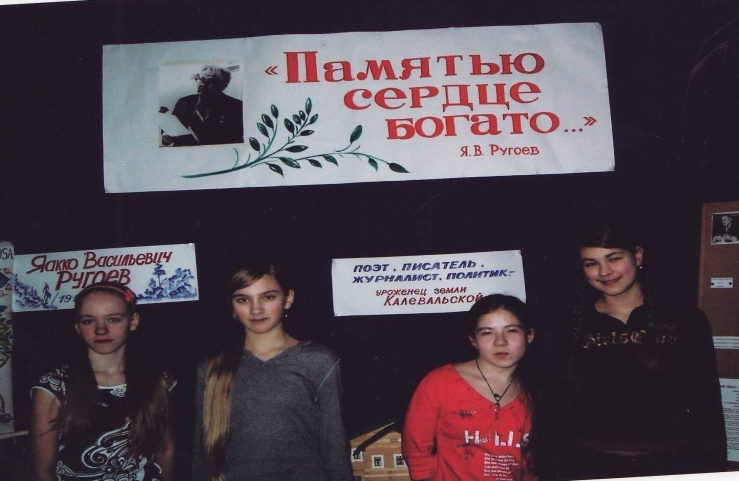 «Памятью
сердце
богато...»
Я.В. Ругоев
Яакко Васильевич
Ругоев
поэт, писатель,
журналист, политик-
уроженец земли
Калевальской